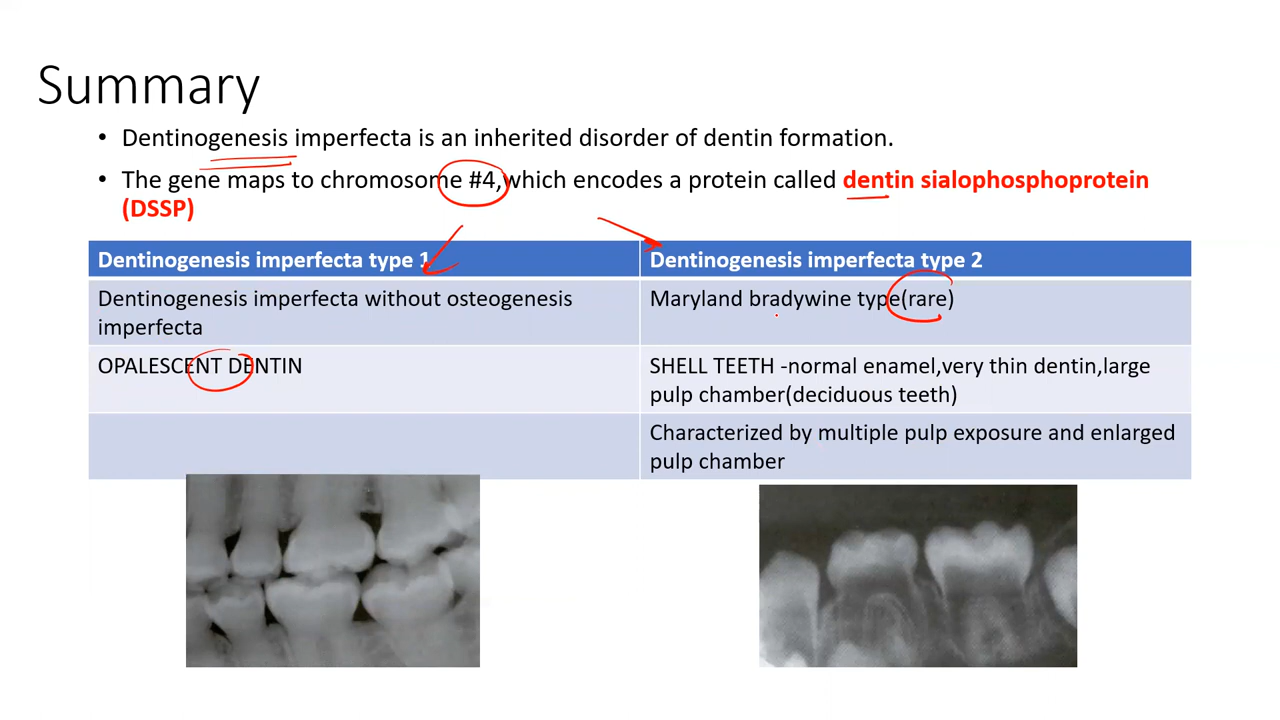 Summary
• Dentinogenesis imperfecta is an inherited disorder of dentin formation.
• The gene maps to chromosome #4,which encodes a protein called dentin sialophosphoprotein
(DSSP)
Dentinogenesis imperfecta type 1
Dentinogenesis imperfecta type 2
Dentinogenesis imperfecta without osteogenesis
imperfecta
Maryland bradywine type(rare)
OPALESCENT DENTIN
SHELL TEETH -normal enamel,very thin dentin,large
pulp chamber(deciduous teeth)
Characterized by multiple pulp exposure and enlarged
pulp chamber